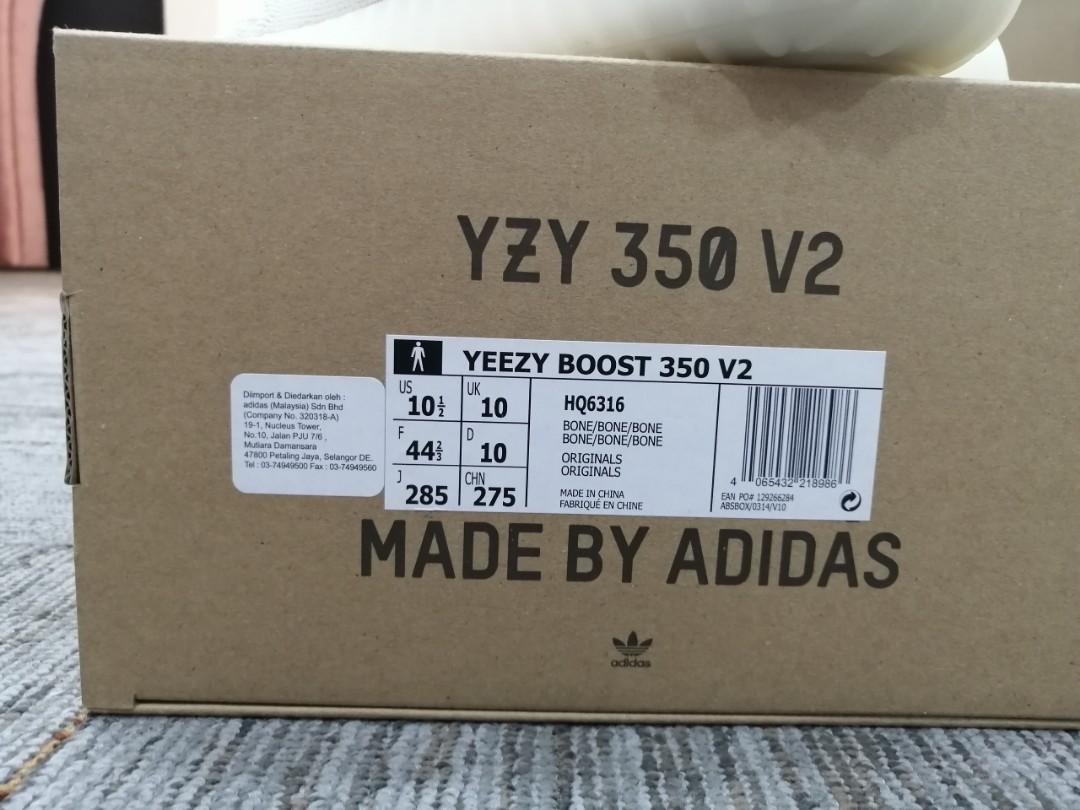 YZY 350 V2
YEEZY BOOST 350 V2
US 10½
UK 10
F 44⅔
D 10
J 285
CHN 275
HQ6316
BONE/BONE/BONE
BONE/BONE/BONE
ORIGINALS
ORIGINALS
MADE IN CHINA
FABRIQUÉ EN CHINE
4 065432 218986
EAN PO# 129266284
ABSBOX/0314/V10
Diimport & Diedarkan oleh :
adidas (Malaysia) Sdn Bhd
(Company No. 320318-A)
19-1, Nucleus Tower,
No.10, Jalan PJU 7/6 ,
Mutiara Damansara
47800 Petaling Jaya, Selangor DE.
Tel : 03-74949500 Fax : 03-74949560
MADE BY ADIDAS
adidas